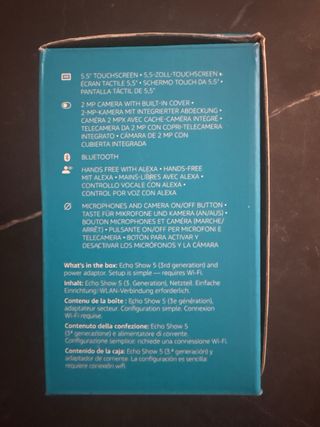 5,5" TOUCHSCREEN • 5,5-ZOLL-TOUCHSCREEN •
ÉCRAN TACTILE 5,5" • SCHERMO TOUCH DA 5,5" •
PANTALLA TÁCTIL DE 5,5"
2 MP CAMERA WITH BUILT-IN COVER •
2-MP-KAMERA MIT INTEGRIERTER ABDECKUNG •
CAMÉRA 2 MPX AVEC CACHE-CAMÉRA INTÉGRÉ •
TELECAMERA DA 2 MP CON COPRI-TELECAMERA
INTEGRATO • CÁMARA DE 2 MP CON
CUBIERTA INTEGRADA
BLUETOOTH
HANDS FREE WITH ALEXA • HANDS-FREE
MIT ALEXA • MAINS-LIBRES AVEC ALEXA •
CONTROLLO VOCALE CON ALEXA •
CONTROL POR VOZ CON ALEXA
MICROPHONES AND CAMERA ON/OFF BUTTON •
TASTE FÜR MIKROFONE UND KAMERA (AN/AUS) •
BOUTON MICROPHONES ET CAMÉRA (MARCHE/
ARRÊT) • PULSANTE ON/OFF PER MICROFONI E
TELECAMERA • BOTÓN PARA ACTIVAR Y
DESACTIVAR LOS MICRÓFONOS Y LA CÁMARA
What's in the box: Echo Show 5 (3rd generation) and
power adaptor. Setup is simple — requires Wi-Fi.
Inhalt: Echo Show 5 (3. Generation), Netzteil. Einfache
Einrichtung: WLAN-Verbindung erforderlich.
Contenu de la boîte : Echo Show 5 (3e génération),
adaptateur secteur. Configuration simple. Connexion
Wi-Fi requise.
Contenuto della confezione: Echo Show 5
(3ª generazione) e alimentatore di corrente.
Configurazione semplice: richiede una connessione Wi-Fi.
Contenido de la caja: Echo Show 5 (3.ª generación) y
adaptador de corriente. La configuración es sencilla
requiere conexión wifi.